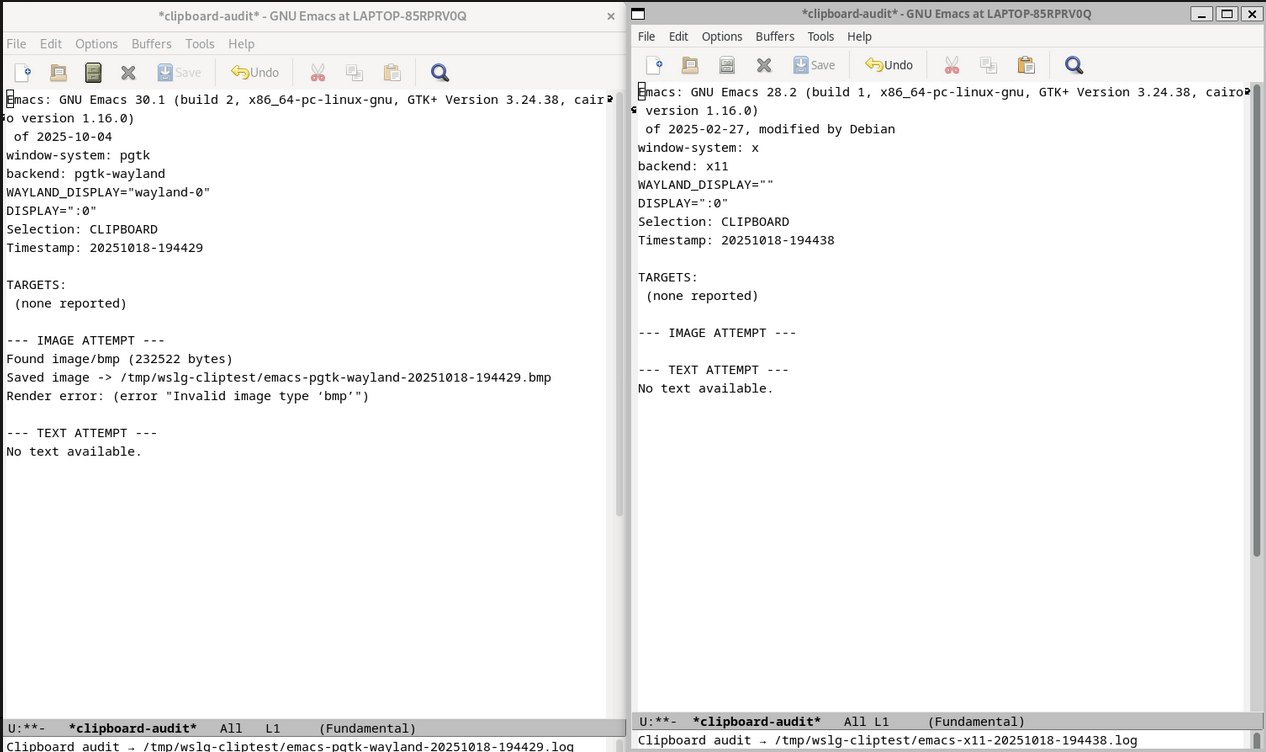 *clipboard-audit* - GNU Emacs at LAPTOP-85RPRV0Q
File Edit Options Buffers Tools Help
Save Undo
Emacs: GNU Emacs 30.1 (build 2, x86_64-pc-linux-gnu, GTK+ Version 3.24.38, cair
o version 1.16.0)
of 2025-10-04
window-system: pgtk
backend: pgtk-wayland
WAYLAND_DISPLAY="wayland-0"
DISPLAY=":0"
Selection: CLIPBOARD
Timestamp: 20251018-194429
TARGETS:
(none reported)
--- IMAGE ATTEMPT ---
Found image/bmp (232522 bytes)
Saved image -> /tmp/wslg-cliptest/emacs-pgtk-wayland-20251018-194429.bmp
Render error: (error "Invalid image type ‘bmp’")
--- TEXT ATTEMPT ---
No text available.
U:**- *clipboard-audit* All L1 (Fundamental)
Clipboard audit → /tmp/wslg-cliptest/emacs-pgtk-wayland-20251018-194429.log
*clipboard-audit* - GNU Emacs at LAPTOP-85RPRV0Q
File Edit Options Buffers Tools Help
Save Undo
Emacs: GNU Emacs 28.2 (build 1, x86_64-pc-linux-gnu, GTK+ Version 3.24.38, cairo
version 1.16.0)
of 2025-02-27, modified by Debian
window-system: x
backend: x11
WAYLAND_DISPLAY=""
DISPLAY=":0"
Selection: CLIPBOARD
Timestamp: 20251018-194438
TARGETS:
(none reported)
--- IMAGE ATTEMPT ---
--- TEXT ATTEMPT ---
No text available.
U:**- *clipboard-audit* All L1 (Fundamental)
Clipboard audit → /tmp/wslg-cliptest/emacs-x11-20251018-194438.log